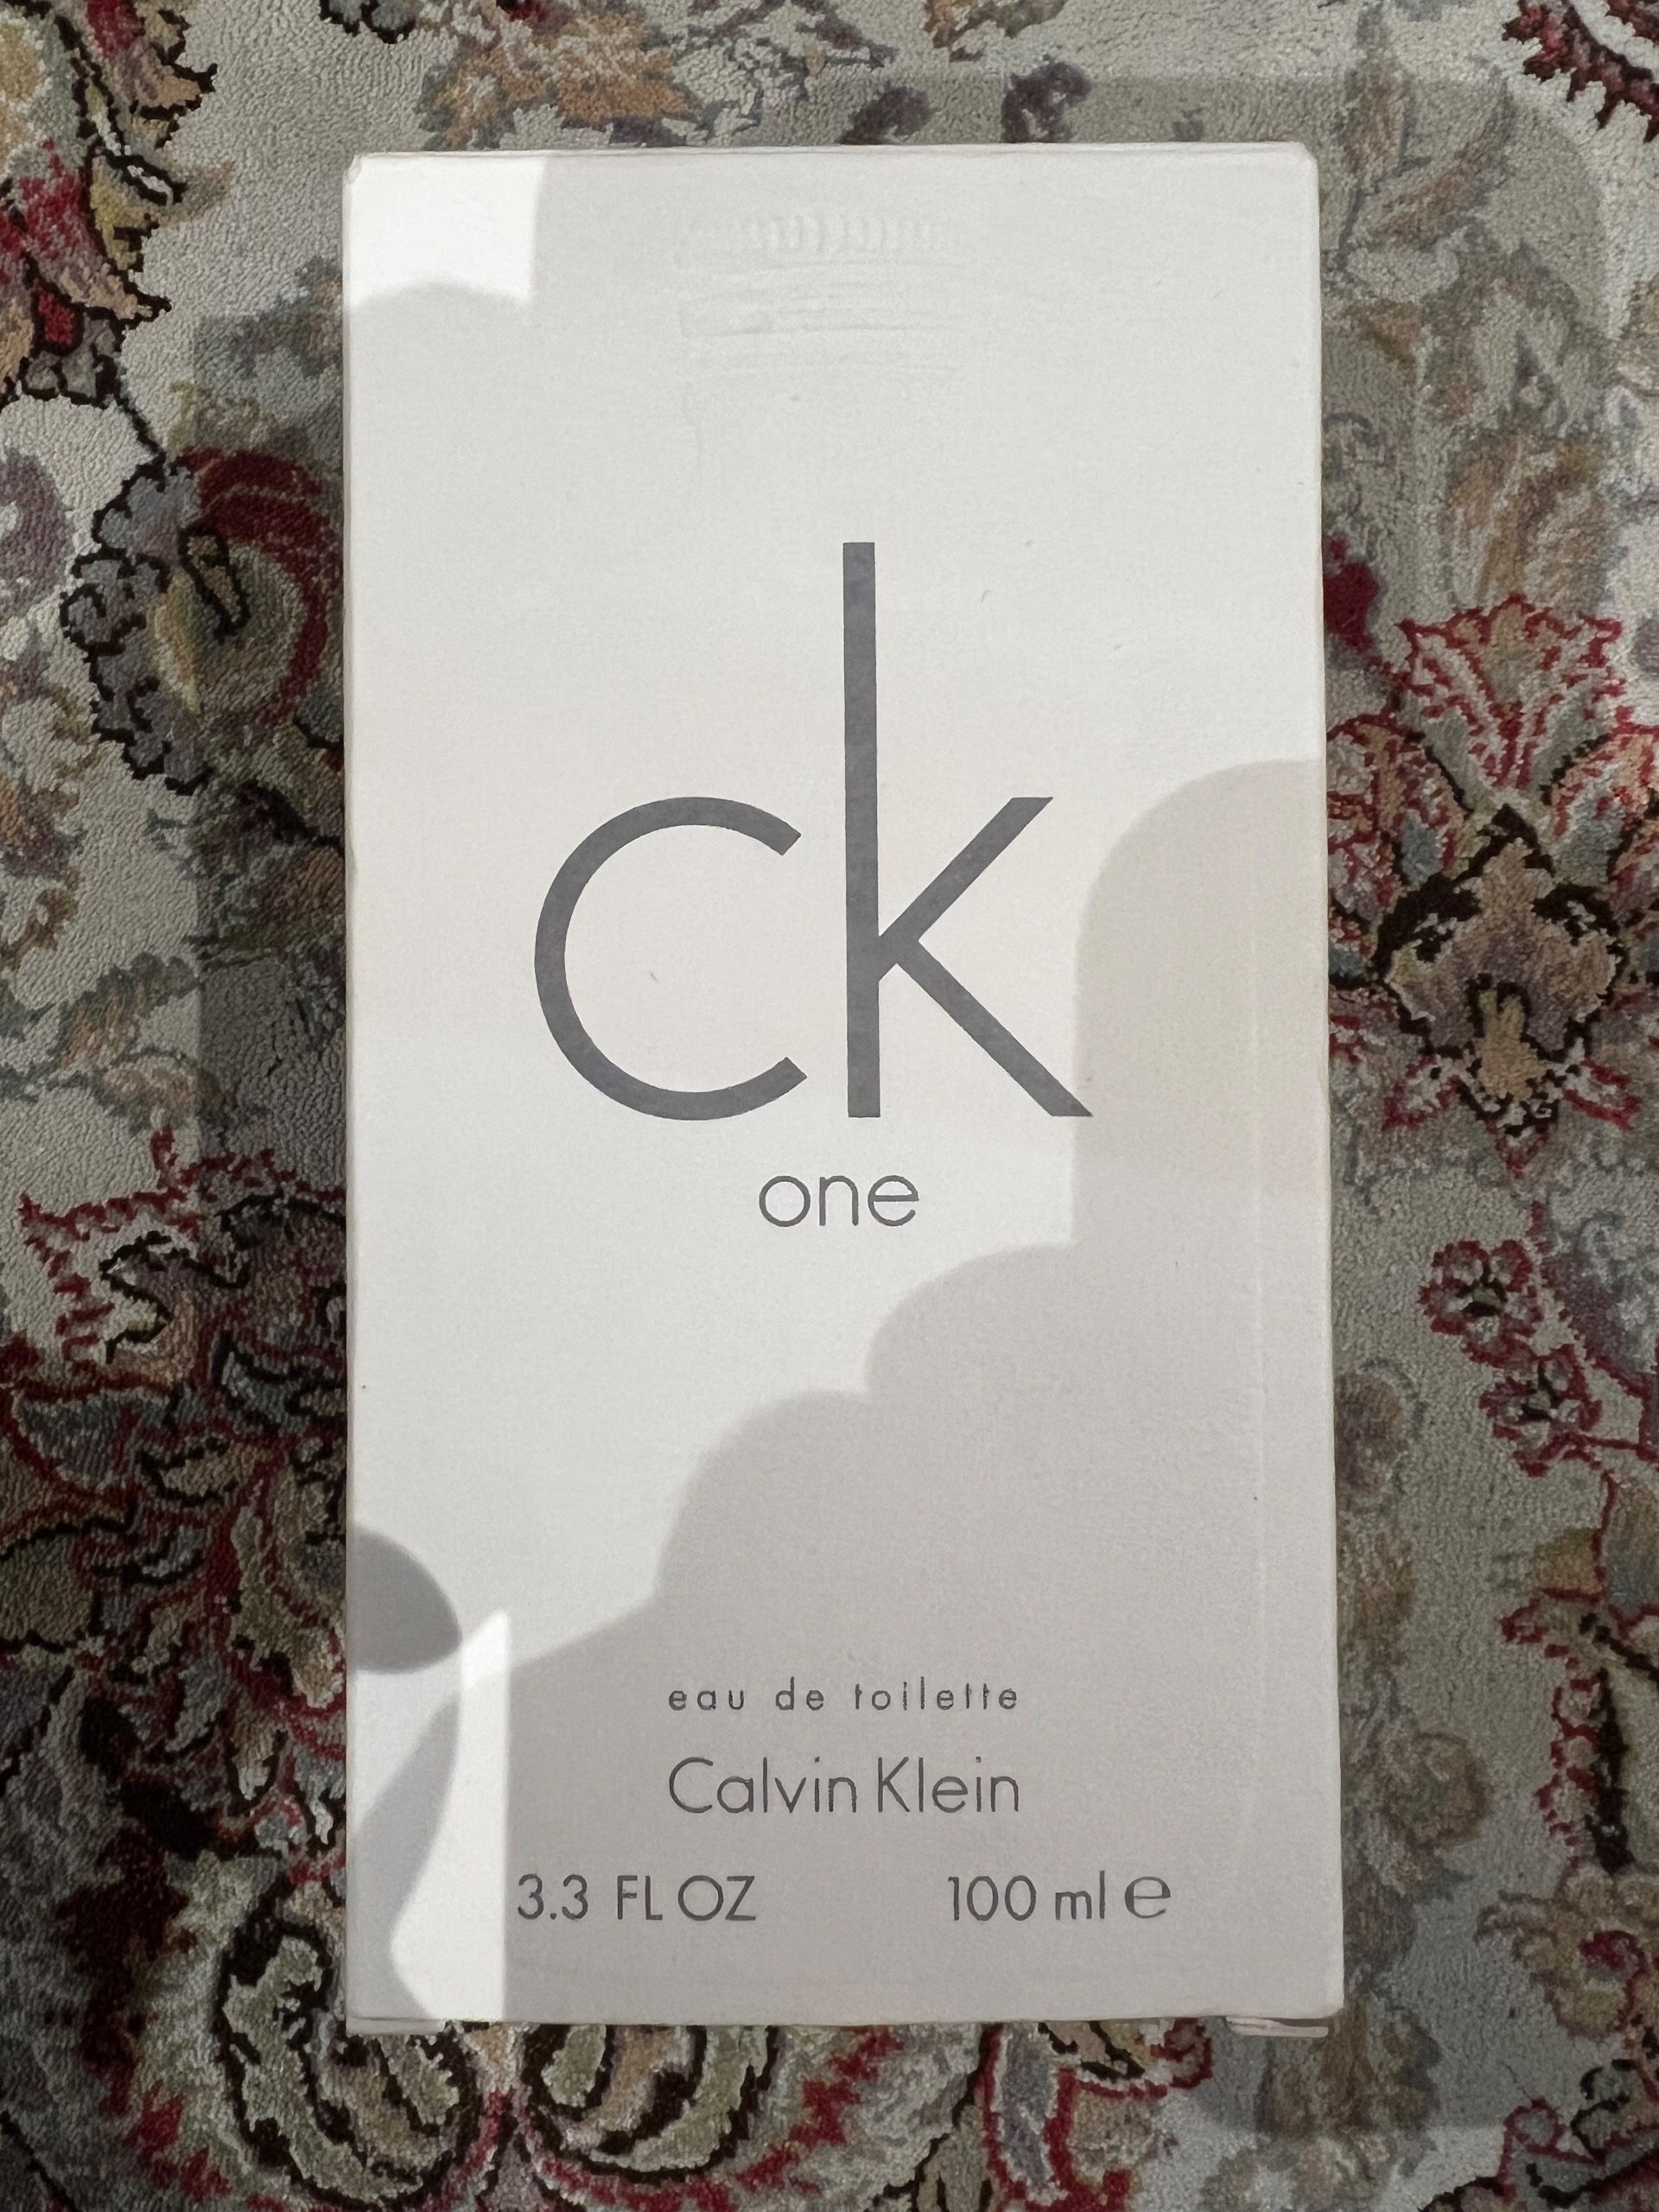 ck
one
eau de toilette
Calvin Klein
3.3 FL OZ 100 ml ℮